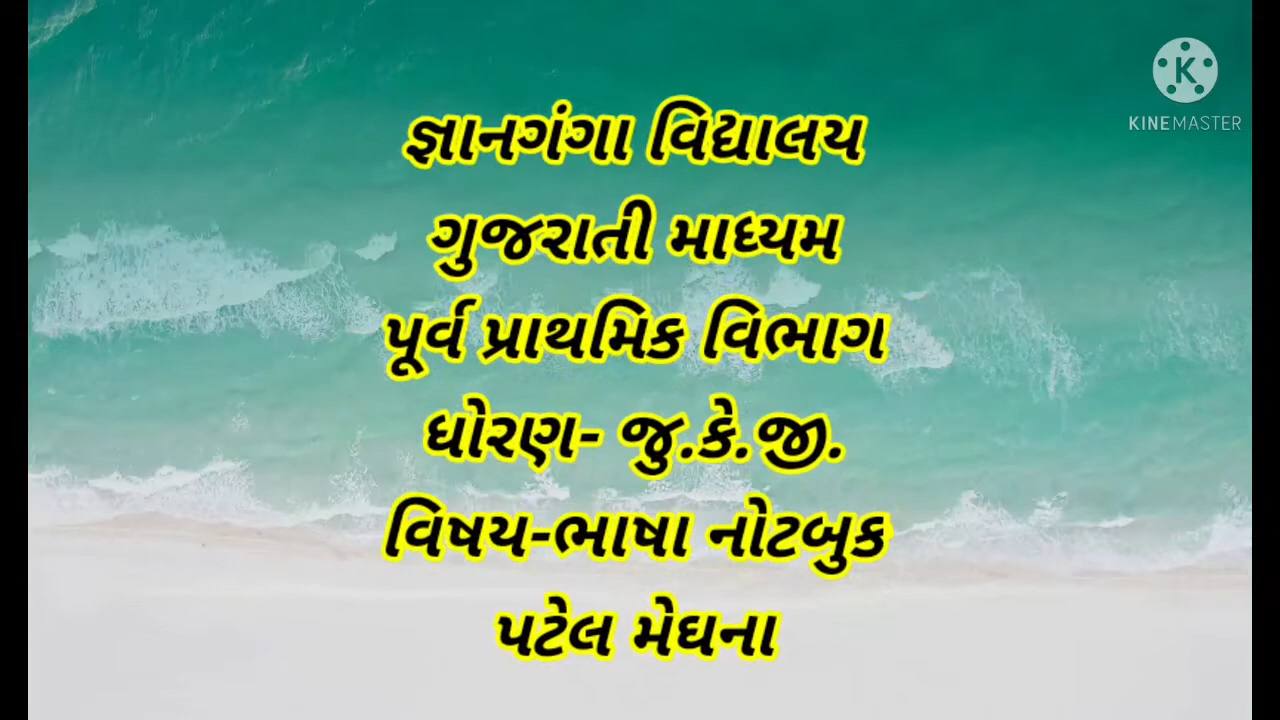 KINEMASTER
જ્ઞાનગંગા વિદ્યાલય
ગુજરાતી માધ્યમ
પૂર્વ પ્રાથમિક વિભાગ
ધોરણ- જુ.કે.જી.
વિષય-ભાષા નોટબુક
પટેલ મેઘના